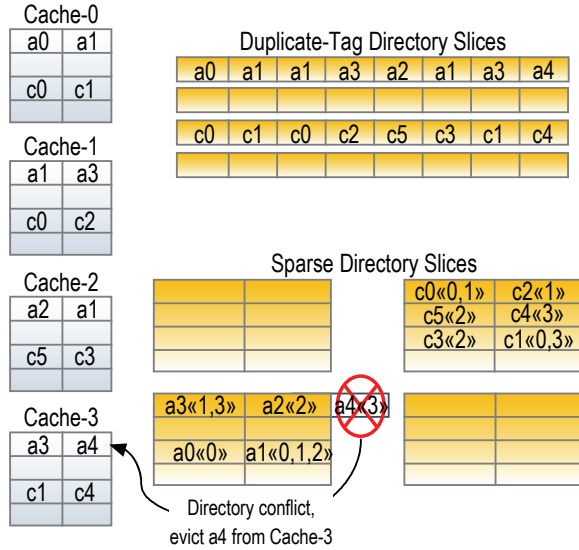 Cache-0
a0 a1
c0 c1
Cache-1
a1 a3
c0 c2
Cache-2
a2 a1
c5 c3
Cache-3
a3 a4
c1 c4
Duplicate-Tag Directory Slices
a0 a1 a1 a3 a2 a1 a3 a4
c0 c1 c0 c2 c5 c3 c1 c4
Sparse Directory Slices
c0«0,1» c2«1»
c5«2» c4«3»
c3«2» c1«0,3»
a3«1,3» a2«2» a4«3»
a0«0» a1«0,1,2»
Directory conflict,
evict a4 from Cache-3